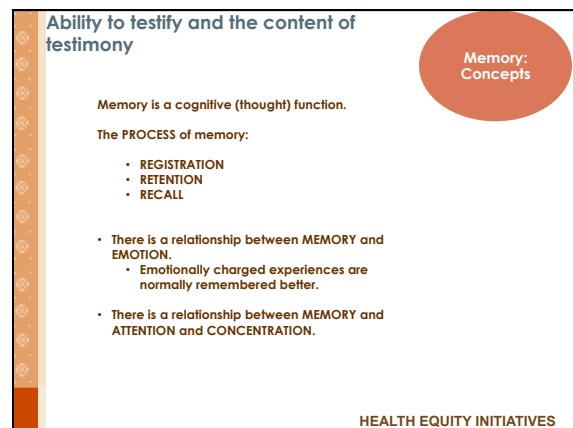 Ability to testify and the content of
testimony
Memory:
Concepts
Memory is a cognitive (thought) function.
The PROCESS of memory:
• REGISTRATION
• RETENTION
• RECALL
• There is a relationship between MEMORY and
EMOTION.
• Emotionally charged experiences are
normally remembered better.
• There is a relationship between MEMORY and
ATTENTION and CONCENTRATION.
HEALTH EQUITY INITIATIVES